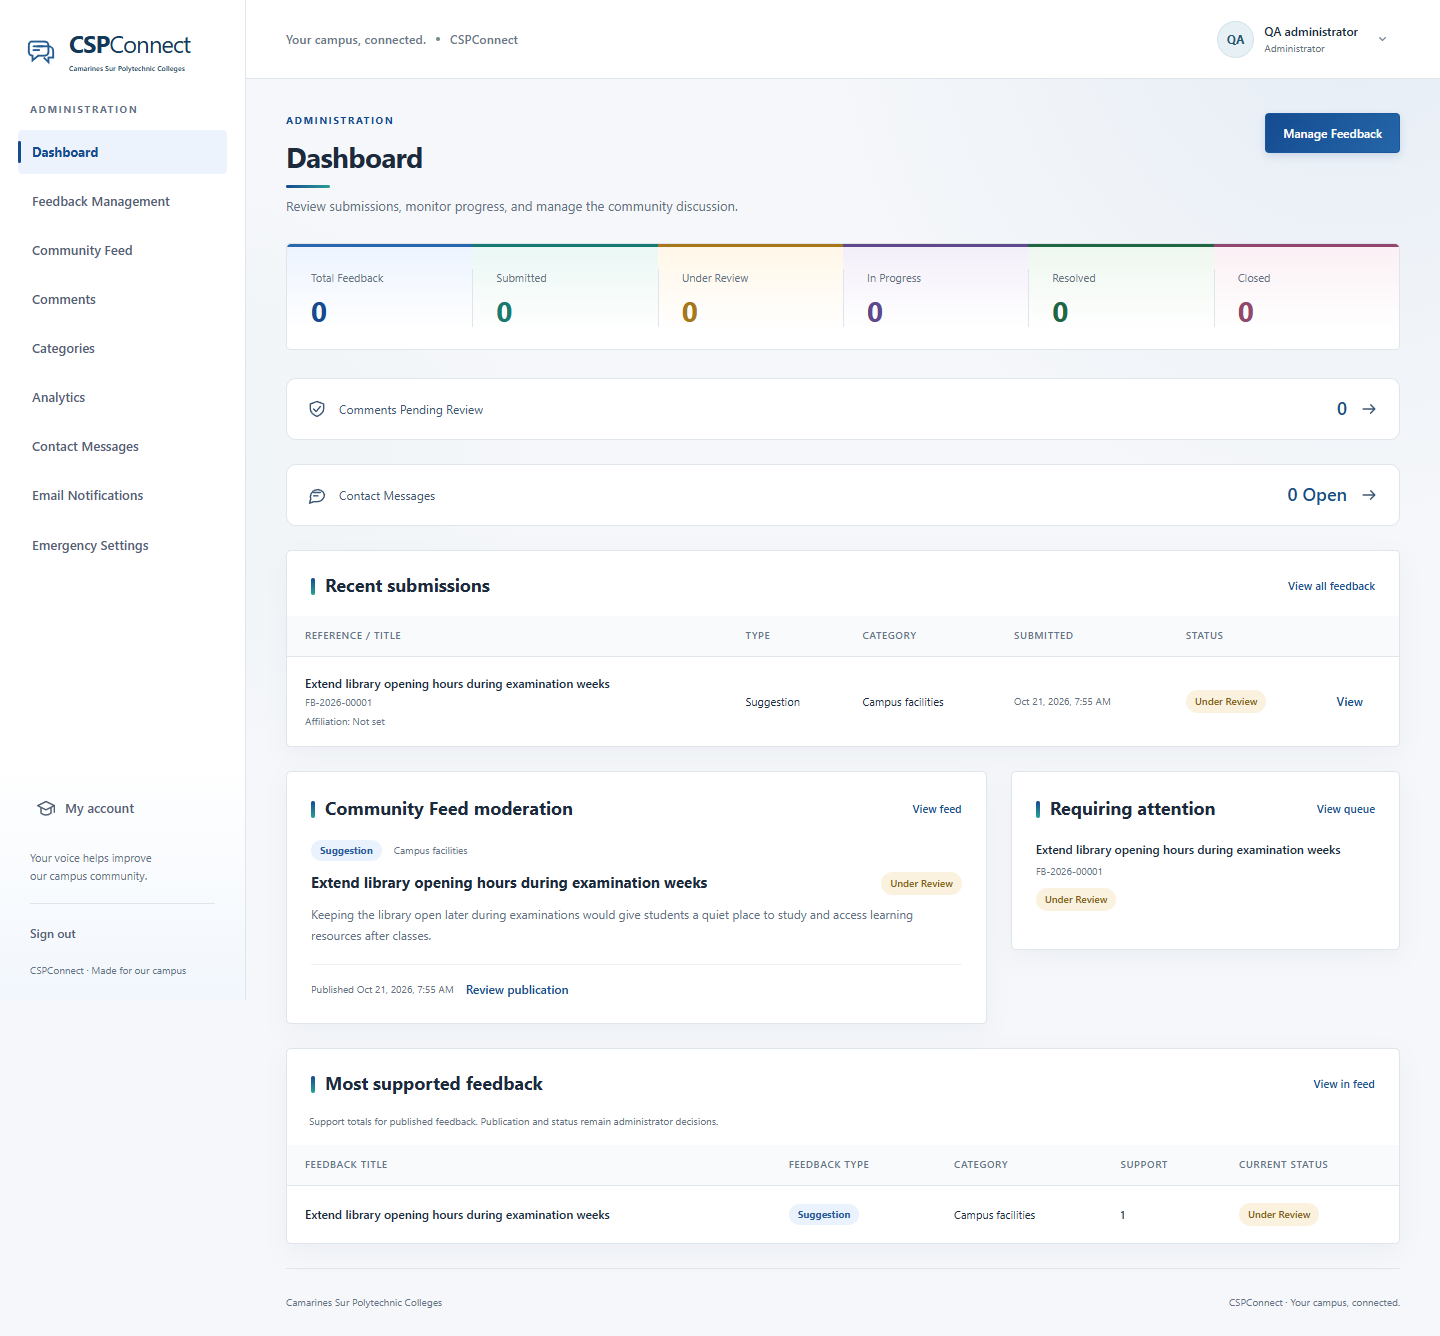 CSPConnect
Camarines Sur Polytechnic Colleges
ADMINISTRATION
Dashboard
Feedback Management
Community Feed
Comments
Categories
Analytics
Contact Messages
Email Notifications
Emergency Settings
My account
Your voice helps improve
our campus community.
Sign out
CSPConnect · Made for our campus
Your campus, connected. • CSPConnect
QA
QA administrator
Administrator
ADMINISTRATION
Dashboard
Review submissions, monitor progress, and manage the community discussion.
Manage Feedback
Total Feedback
0
Submitted
0
Under Review
0
In Progress
0
Resolved
0
Closed
0
Comments Pending Review
0
Contact Messages
0 Open
Recent submissions
View all feedback
REFERENCE / TITLE TYPE CATEGORY SUBMITTED STATUS
Extend library opening hours during examination weeks
FB-2026-00001
Affiliation: Not set
Suggestion Campus facilities Oct 21, 2026, 7:55 AM Under Review View
Community Feed moderation
View feed
Suggestion Campus facilities
Extend library opening hours during examination weeks
Under Review
Keeping the library open later during examinations would give students a quiet place to study and access learning
resources after classes.
Published Oct 21, 2026, 7:55 AM Review publication
Requiring attention
View queue
Extend library opening hours during examination weeks
FB-2026-00001
Under Review
Most supported feedback
View in feed
Support totals for published feedback. Publication and status remain administrator decisions.
FEEDBACK TITLE FEEDBACK TYPE CATEGORY SUPPORT CURRENT STATUS
Extend library opening hours during examination weeks Suggestion Campus facilities 1 Under Review
Camarines Sur Polytechnic Colleges
CSPConnect · Your campus, connected.